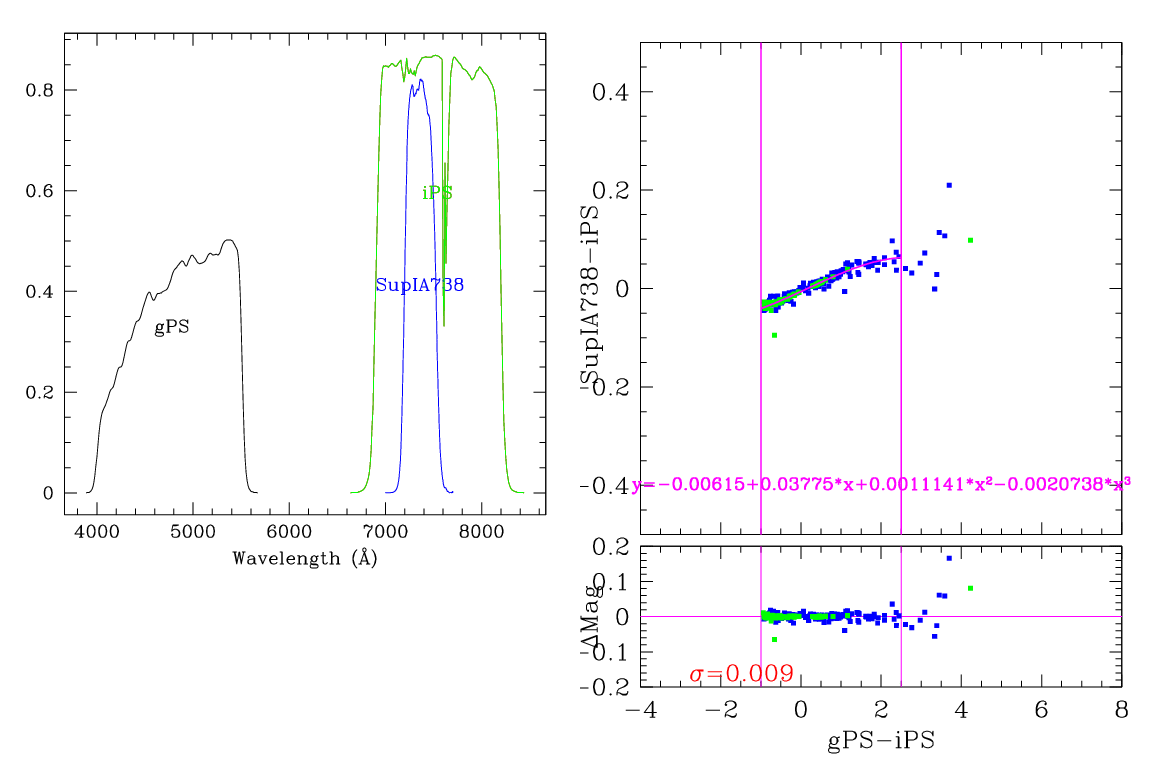 0.8
0.6
0.4
0.2
0
iPS
SupIA738
gPS
4000 5000 6000 7000 8000
Wavelength (Å)
0.4
0.2
0
-0.2
-0.4
SupIA738−iPS
y=−0.00615+0.03775*x+0.0011141*x²−0.0020738*x³
0.2
0.1
0
-0.1
-0.2
ΔMag
σ=0.009
−4 −2 0 2 4 6 8
gPS−iPS